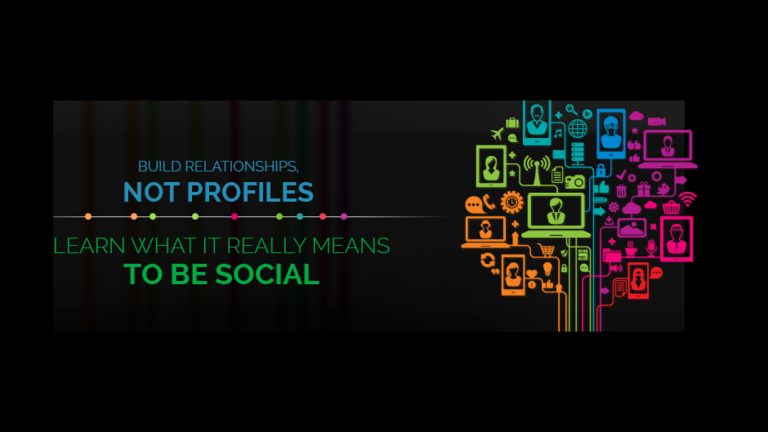 BUILD RELATIONSHIPS,
NOT PROFILES
LEARN WHAT IT REALLY MEANS
TO BE SOCIAL